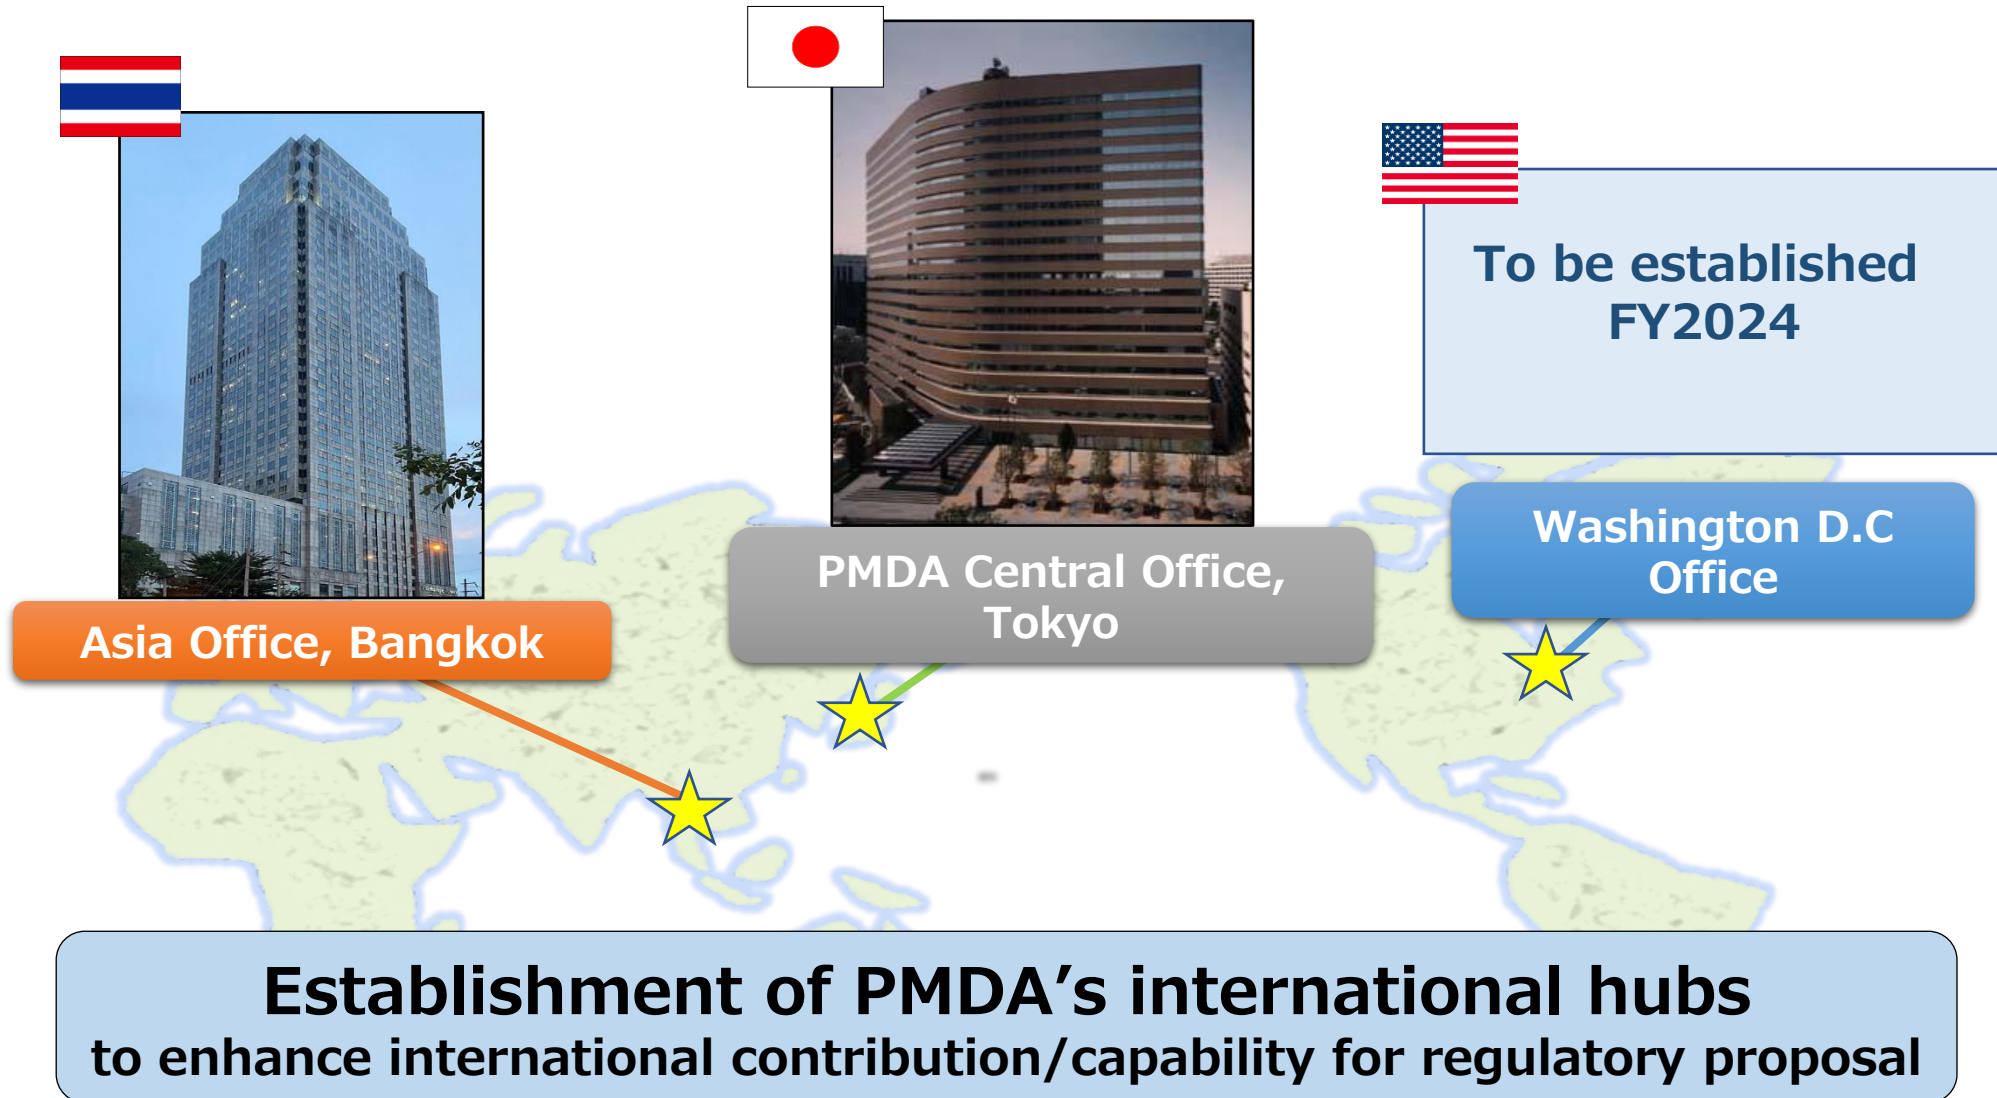 To be established
FY2024
Washington D.C
Office
PMDA Central Office,
Tokyo
Asia Office, Bangkok
Establishment of PMDA’s international hubs
to enhance international contribution/capability for regulatory proposal